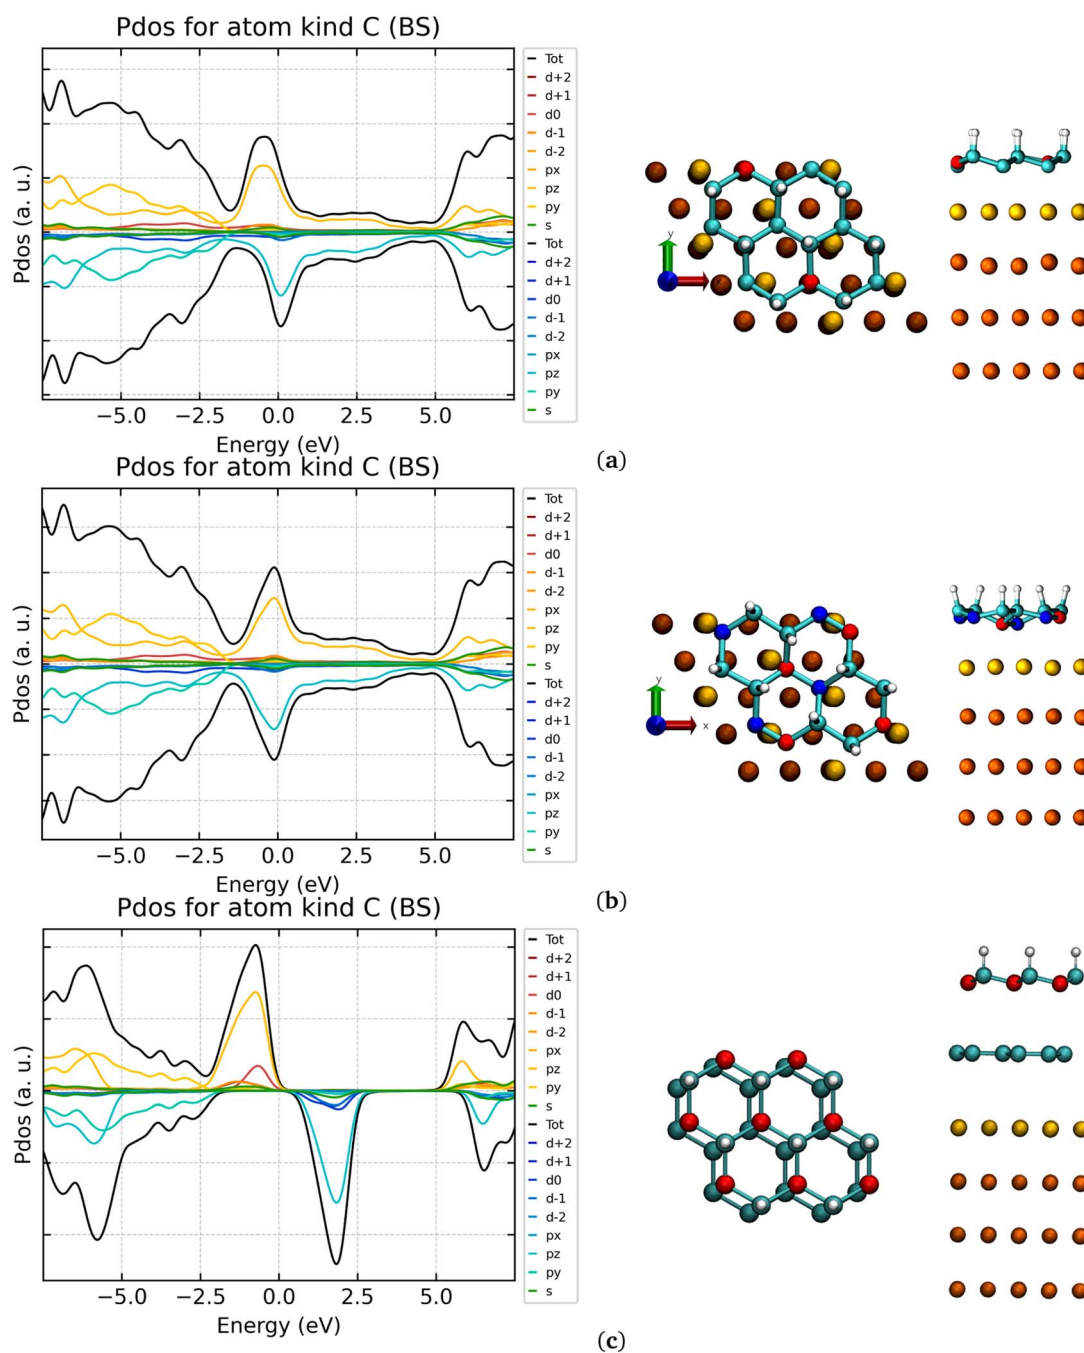 Pdos for atom kind C (BS)
Pdos (a. u.)
Tot
d+2
d+1
d0
d-1
d-2
px
pz
py
s
Tot
d+2
d+1
d0
d-1
d-2
px
pz
py
s
−5.0 −2.5 0.0 2.5 5.0
Energy (eV)
y
(a)
Pdos for atom kind C (BS)
Pdos (a. u.)
Tot
d+2
d+1
d0
d-1
d-2
px
pz
py
s
Tot
d+2
d+1
d0
d-1
d-2
px
pz
py
s
−5.0 −2.5 0.0 2.5 5.0
Energy (eV)
y
x
(b)
Pdos for atom kind C (BS)
Pdos (a. u.)
Tot
d+2
d+1
d0
d-1
d-2
px
pz
py
s
Tot
d+2
d+1
d0
d-1
d-2
px
pz
py
s
−5.0 −2.5 0.0 2.5 5.0
Energy (eV)
(c)